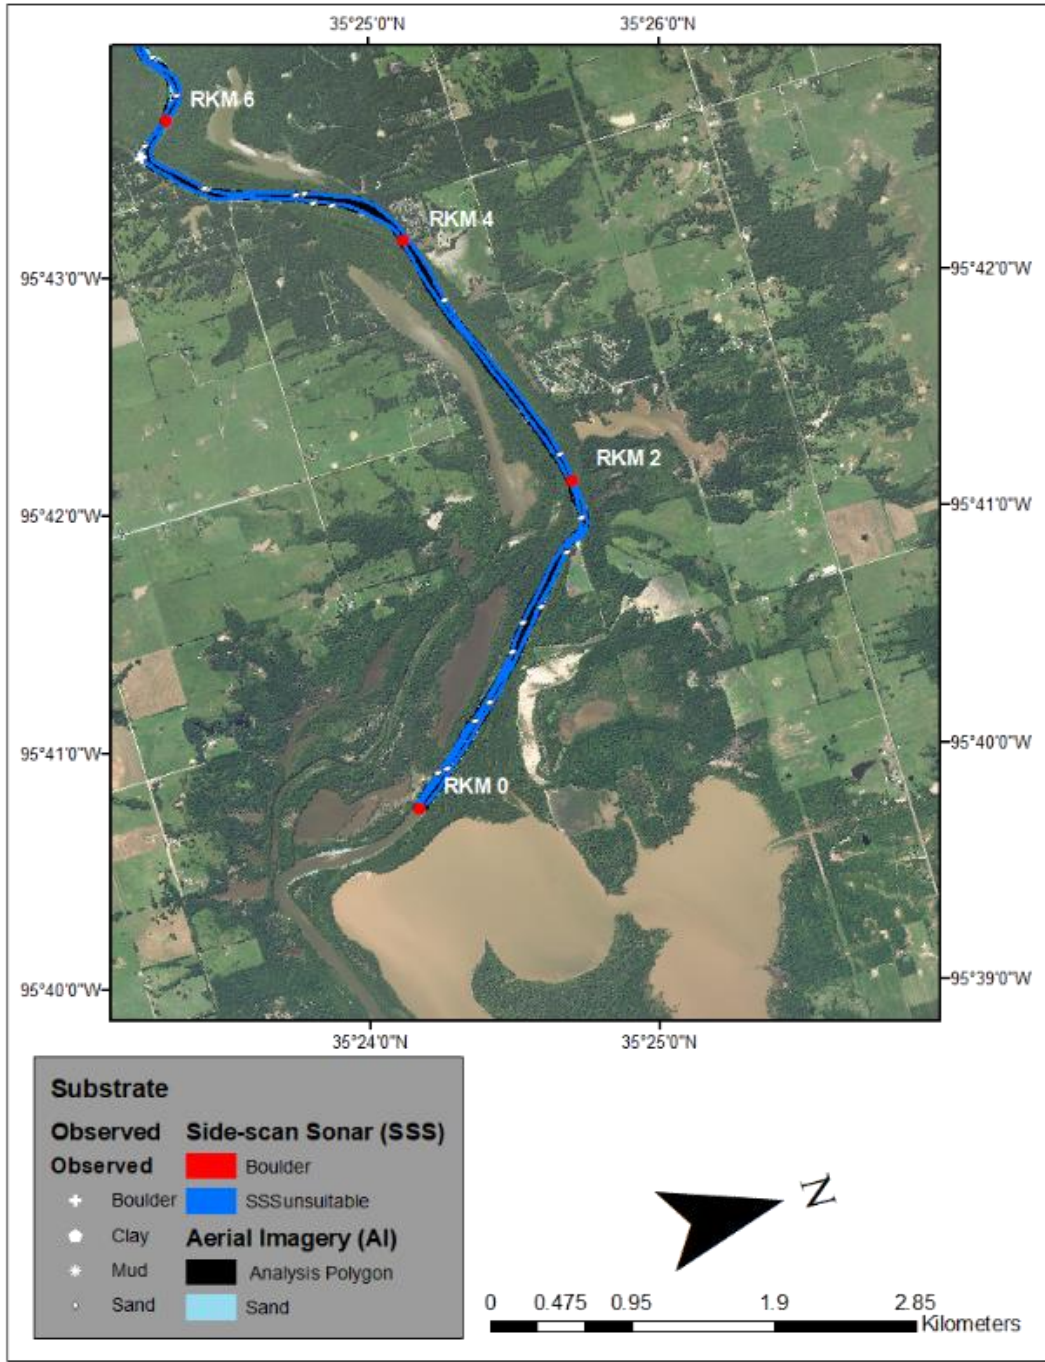 35°25'0"N 35°26'0"N
RKM 6
RKM 4
95°43'0"W 95°42'0"W
RKM 2
95°42'0"W 95°41'0"W
95°41'0"W 95°40'0"W
RKM 0
95°40'0"W 95°39'0"W
35°24'0"N 35°25'0"N
Substrate
Observed Side-scan Sonar (SSS)
Observed Boulder
Boulder SSSunsuitable
Clay Aerial Imagery (AI)
Mud Analysis Polygon
Sand Sand
N
0 0.475 0.95 1.9 2.85
Kilometers